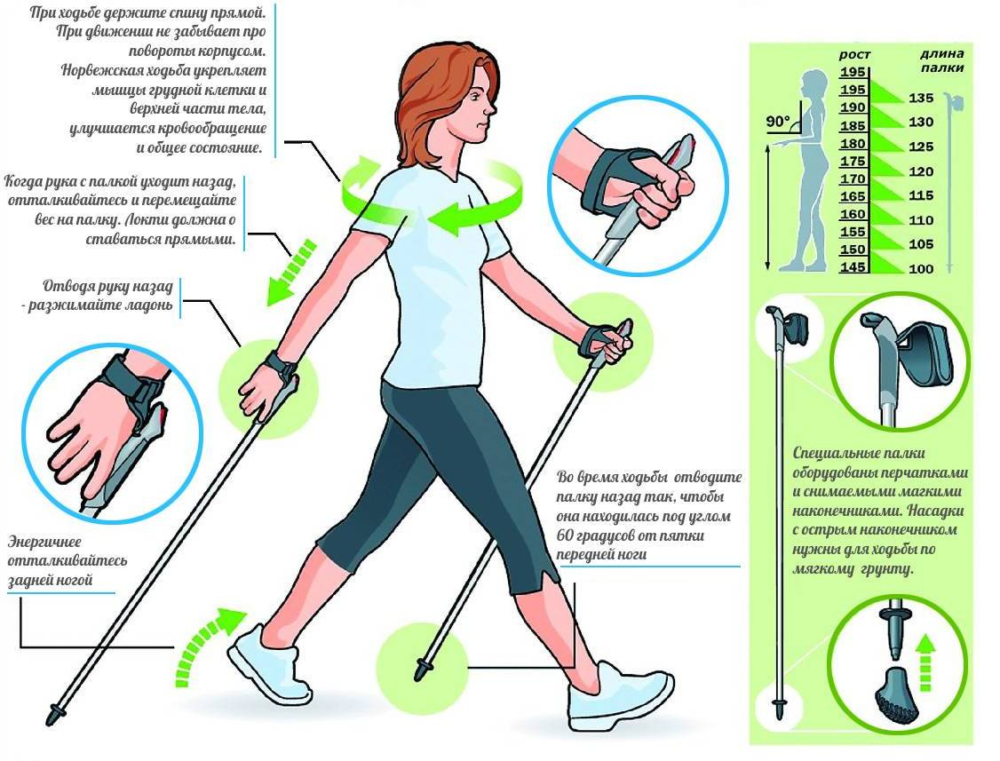 При ходьбе держите спину прямой.
При движении не забывает про
повороты корпусом.
Норвежская ходьба укрепляет
мышцы грудной клетки и
верхней части тела,
улучшается кровообращение
и общее состояние.
Когда рука с палкой уходит назад,
отталкивайтесь и перемещайте
вес на палку. Локти должна о
ставаться прямыми.
Отводя руку назад
- разжимайте ладонь
Энергичнее
отталкивайтесь
задней ногой
Во время ходьбы отводите
палку назад так, чтобы
она находилась под углом
60 градусов от пятки
передней ноги
рост
длина
палки
90°
195
195
190
185
180
175
170
165
160
155
150
145
135
130
125
120
115
110
105
100
Специальные палки
оборудованы перчатками
и снимаемыми магкими
наконечниками. Насадки
с острым наконечником
нужны для ходьбы по
мягкому грунту.